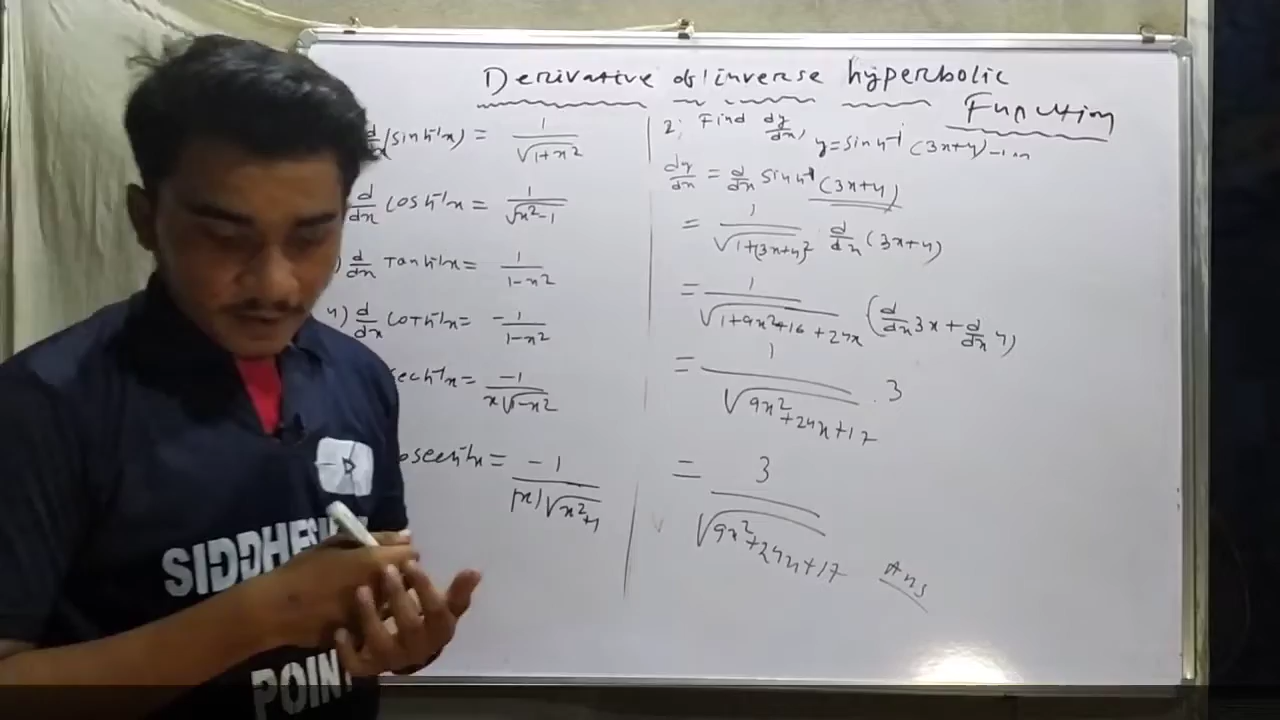 Derivative of inverse hyperbolic
Function
d/dx (sinh⁻¹x) = 1/√(1+x²)
d/dx cosh⁻¹x = 1/√(x²-1)
) d/dx Tanh⁻¹x = 1/(1-x²)
4) d/dx coth⁻¹x = -1/(1-x²)
sech⁻¹x = -1/(x√(1-x²))
osech⁻¹x = -1/(|x|√(x²+1))
2; Find dy/dx, y = sinh⁻¹ (3x+4)
dy/dx = d/dx sinh⁻¹ (3x+4)
= 1/√(1+(3x+4)²) d/dx (3x+4)
= 1/√(1+9x²+16+24x) (d/dx 3x + d/dx 4)
= 1/√(9x²+24x+17) . 3
= 3/√(9x²+24x+17) Ans
D
SIDDHES
POIN